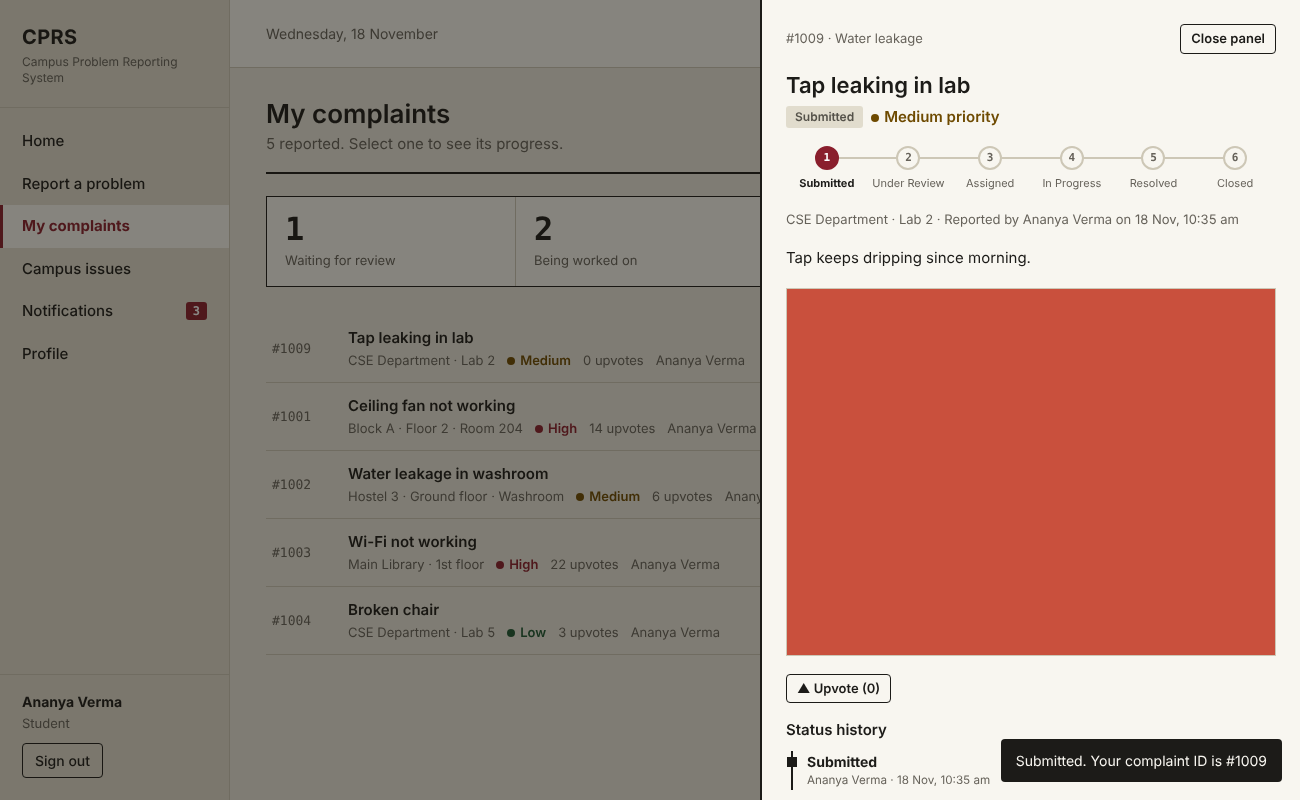 CPRS
Campus Problem Reporting
System
Home
Report a problem
My complaints
Campus issues
Notifications 3
Profile
Ananya Verma
Student
Sign out
Wednesday, 18 November
My complaints
5 reported. Select one to see its progress.
1
Waiting for review
2
Being worked on
#1009
Tap leaking in lab
CSE Department · Lab 2 Medium 0 upvotes Ananya Verma
#1001
Ceiling fan not working
Block A · Floor 2 · Room 204 High 14 upvotes Ananya Verma
#1002
Water leakage in washroom
Hostel 3 · Ground floor · Washroom Medium 6 upvotes
#1003
Wi-Fi not working
Main Library · 1st floor High 22 upvotes Ananya Verma
#1004
Broken chair
CSE Department · Lab 5 Low 3 upvotes Ananya Verma
#1009 · Water leakage
Close panel
Tap leaking in lab
Submitted Medium priority
1 2 3 4 5 6
Submitted Under Review Assigned In Progress Resolved Closed
CSE Department · Lab 2 · Reported by Ananya Verma on 18 Nov, 10:35 am
Tap keeps dripping since morning.
▲ Upvote (0)
Status history
Submitted
Ananya Verma · 18 Nov, 10:35 am
Submitted. Your complaint ID is #1009